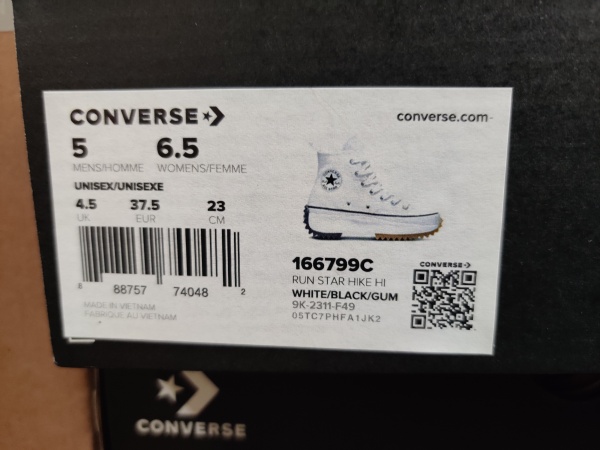 CONVERSE
converse.com
5 6.5
MENS/HOMME WOMENS/FEMME
UNISEX/UNISEXE
4.5 37.5 23
UK EUR CM
8 88757 74048 2
MADE IN VIETNAM
FABRIQUÉ AU VIETNAM
166799C
RUN STAR HIKE HI
WHITE/BLACK/GUM
9K-2311-F49
05TC7PHFA1JK2
CONVERSE
CONVERSE